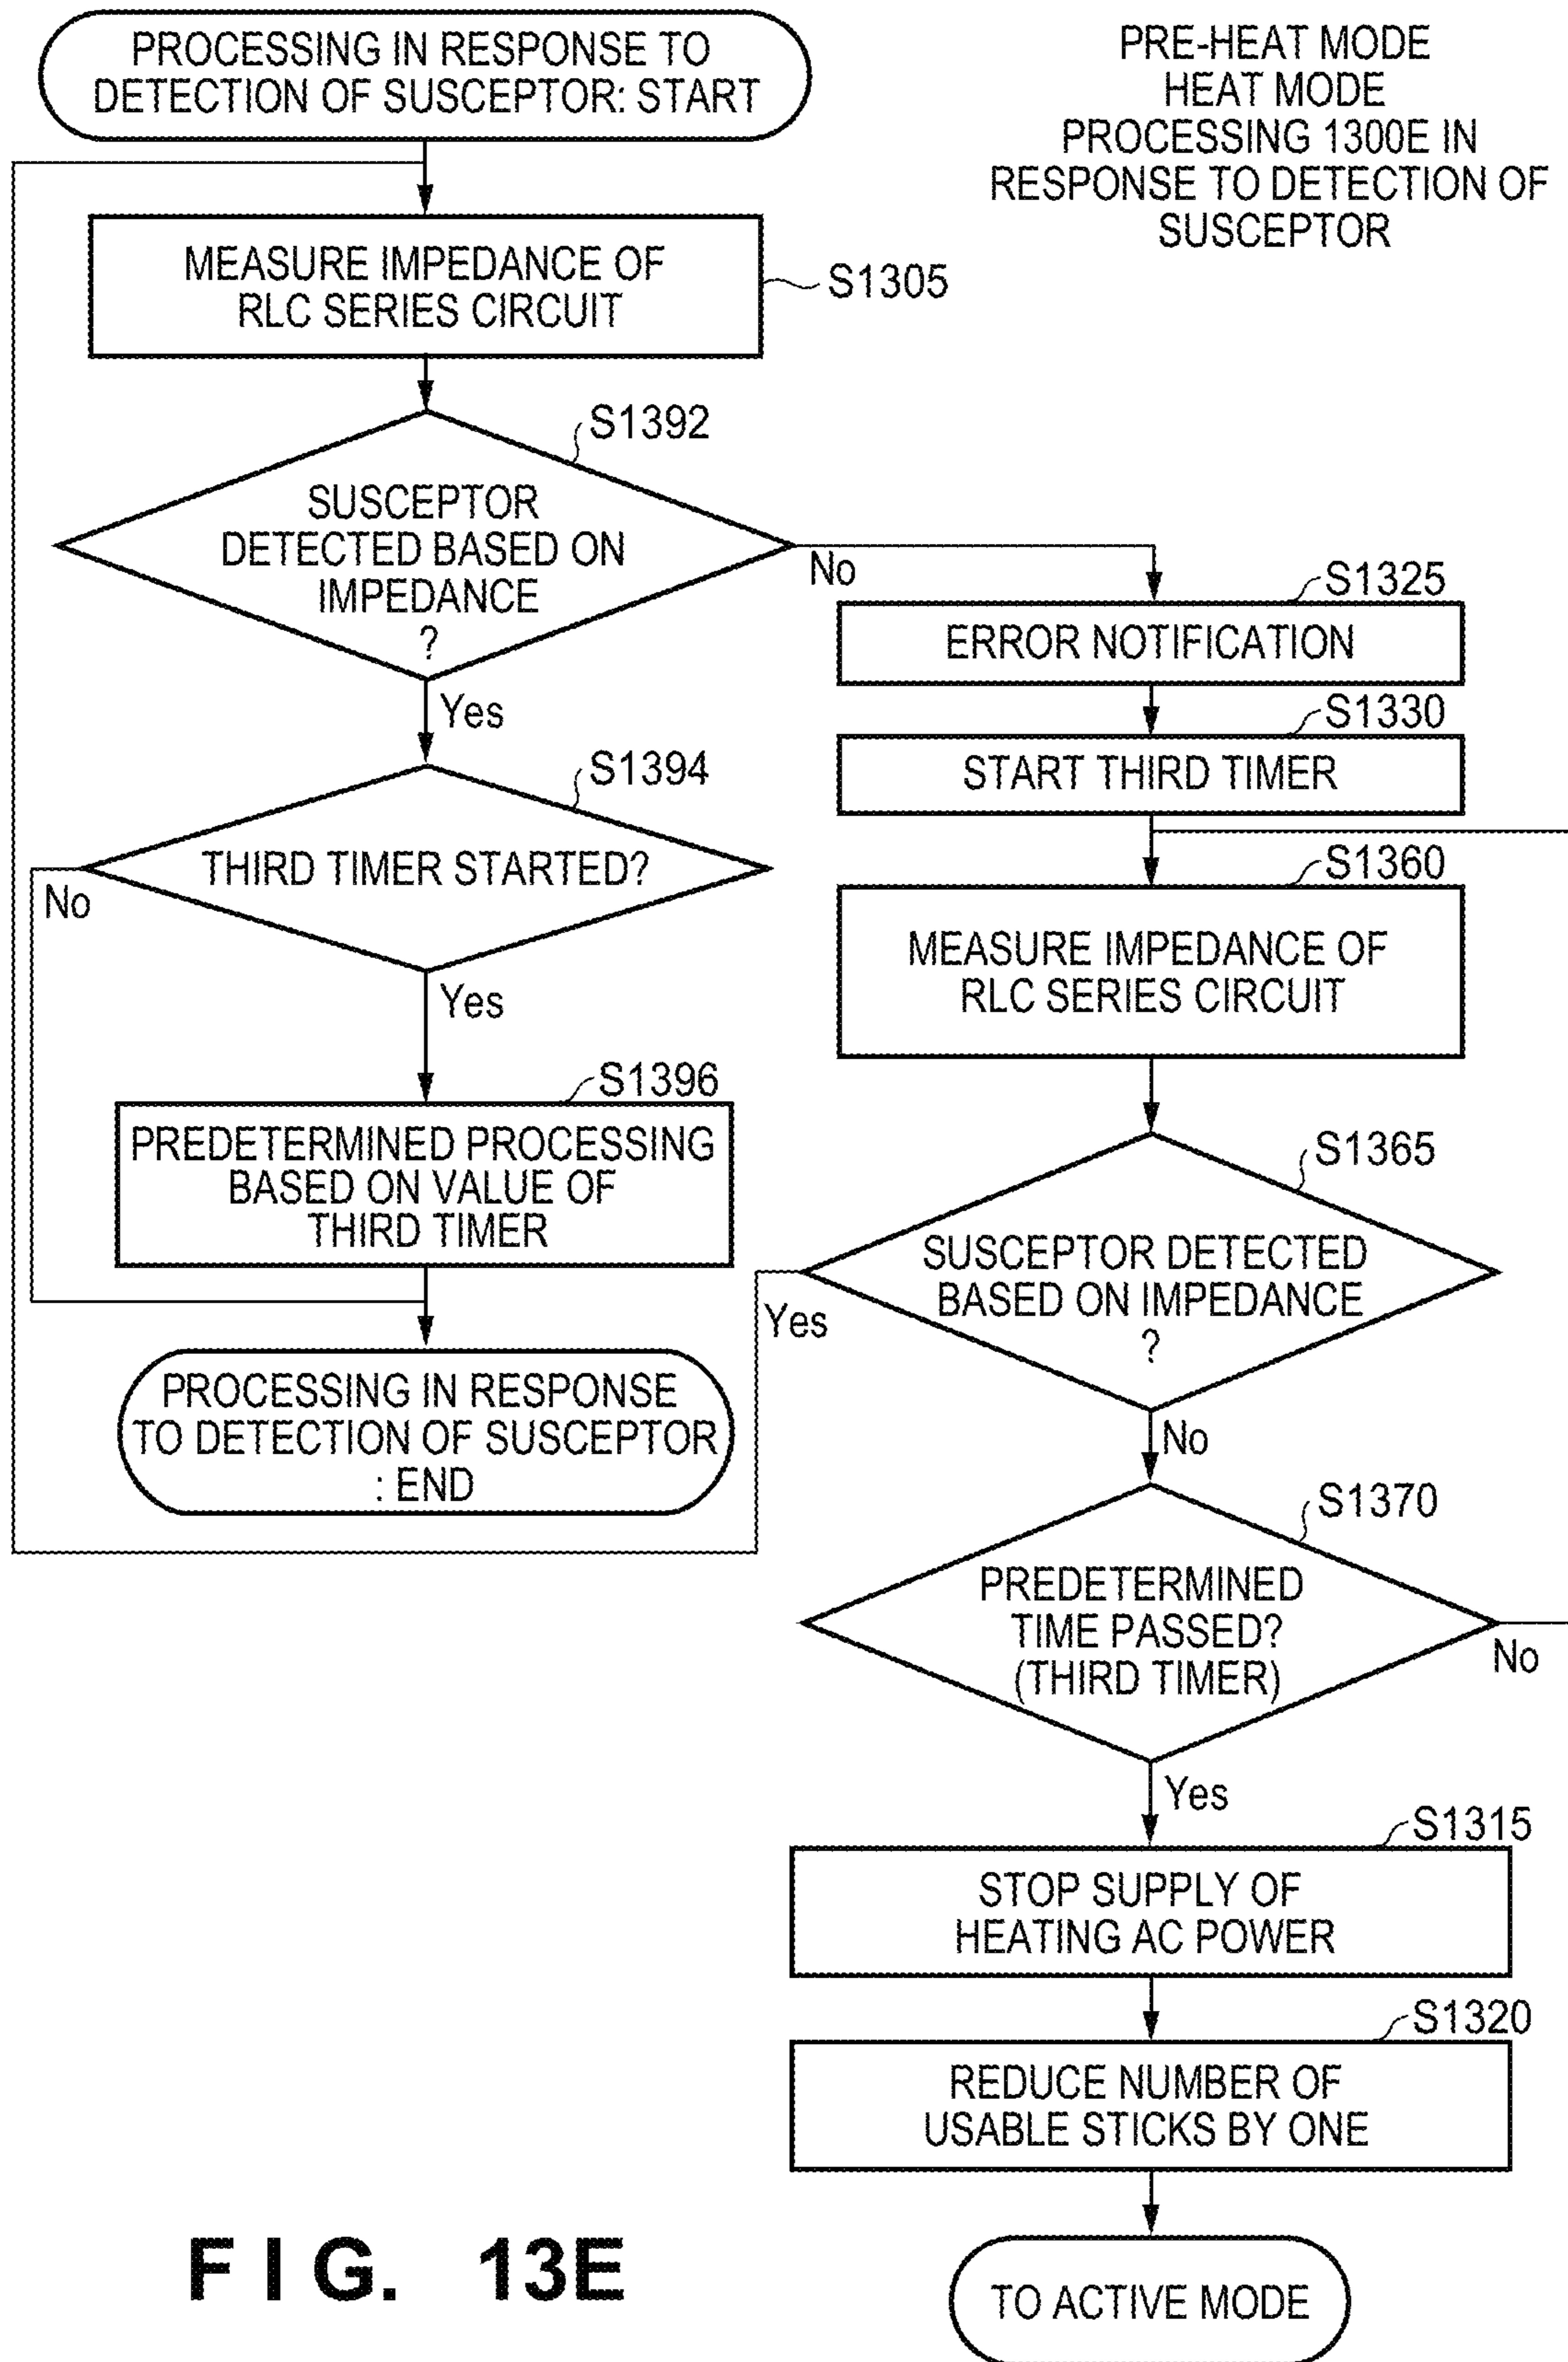 PROCESSING IN RESPONSE TO
DETECTION OF SUSCEPTOR: START
PRE-HEAT MODE
HEAT MODE
PROCESSING 1300E IN
RESPONSE TO DETECTION OF
SUSCEPTOR
MEASURE IMPEDANCE OF
RLC SERIES CIRCUIT
S1305
S1392
SUSCEPTOR
DETECTED BASED ON
IMPEDANCE
?
No
Yes
S1394
THIRD TIMER STARTED?
No
Yes
S1396
PREDETERMINED PROCESSING
BASED ON VALUE OF
THIRD TIMER
PROCESSING IN RESPONSE
TO DETECTION OF SUSCEPTOR
: END
S1325
ERROR NOTIFICATION
S1330
START THIRD TIMER
S1360
MEASURE IMPEDANCE OF
RLC SERIES CIRCUIT
S1365
SUSCEPTOR DETECTED
BASED ON IMPEDANCE
?
Yes
No
S1370
PREDETERMINED
TIME PASSED?
(THIRD TIMER)
No
Yes
S1315
STOP SUPPLY OF
HEATING AC POWER
S1320
REDUCE NUMBER OF
USABLE STICKS BY ONE
TO ACTIVE MODE
FIG. 13E